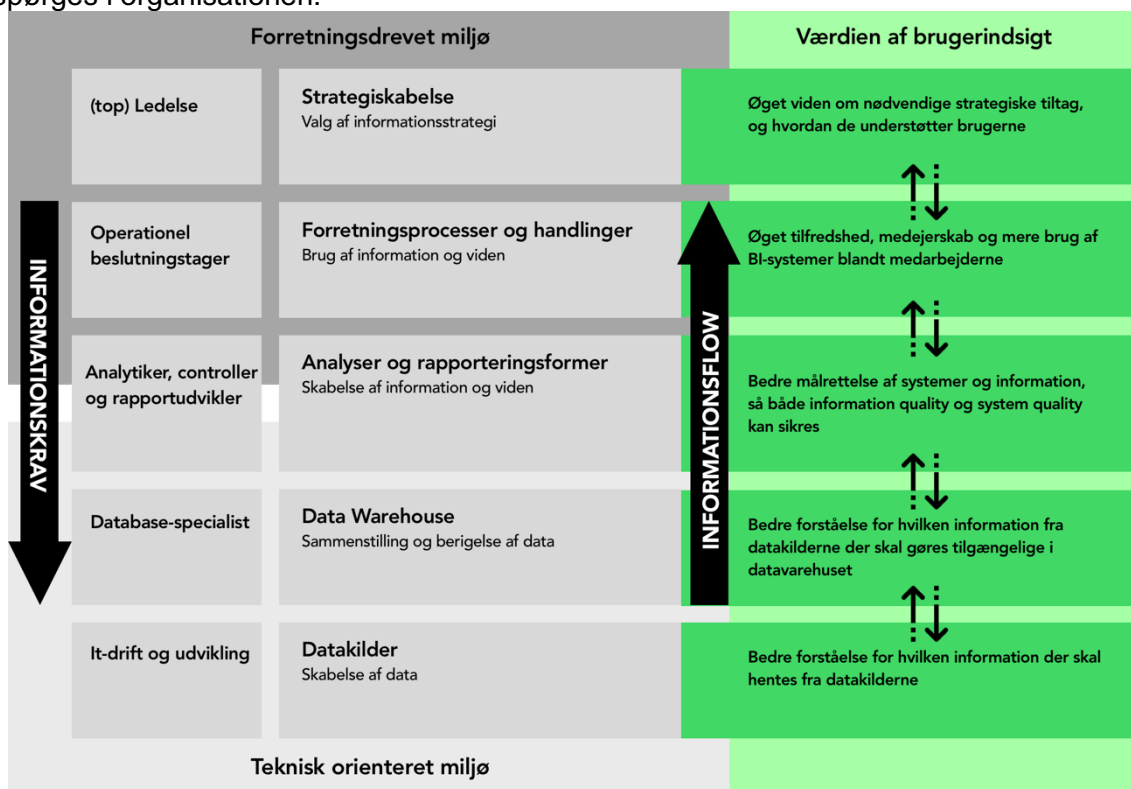 spørges i organisationen.
Forretningsdrevet miljø
Værdien af brugerindsigt
(top) Ledelse
Strategiskabelse
Valg af informationsstrategi
Øget viden om nødvendige strategiske tiltag,
og hvordan de understøtter brugerne
Operationel
beslutningstager
Forretningsprocesser og handlinger
Brug af information og viden
Øget tilfredshed, medejerskab og mere brug af
BI-systemer blandt medarbejderne
INFORMATIONSKRAV
INFORMATIONSFLOW
Analytiker, controller
og rapportudvikler
Analyser og rapporteringsformer
Skabelse af information og viden
Bedre målrettelse af systemer og information,
så både information quality og system quality
kan sikres
Database-specialist
Data Warehouse
Sammenstilling og berigelse af data
Bedre forståelse for hvilken information fra
datakilderne der skal gøres tilgængelige i
datavarehuset
It-drift og udvikling
Datakilder
Skabelse af data
Bedre forståelse for hvilken information der skal
hentes fra datakilderne
Teknisk orienteret miljø